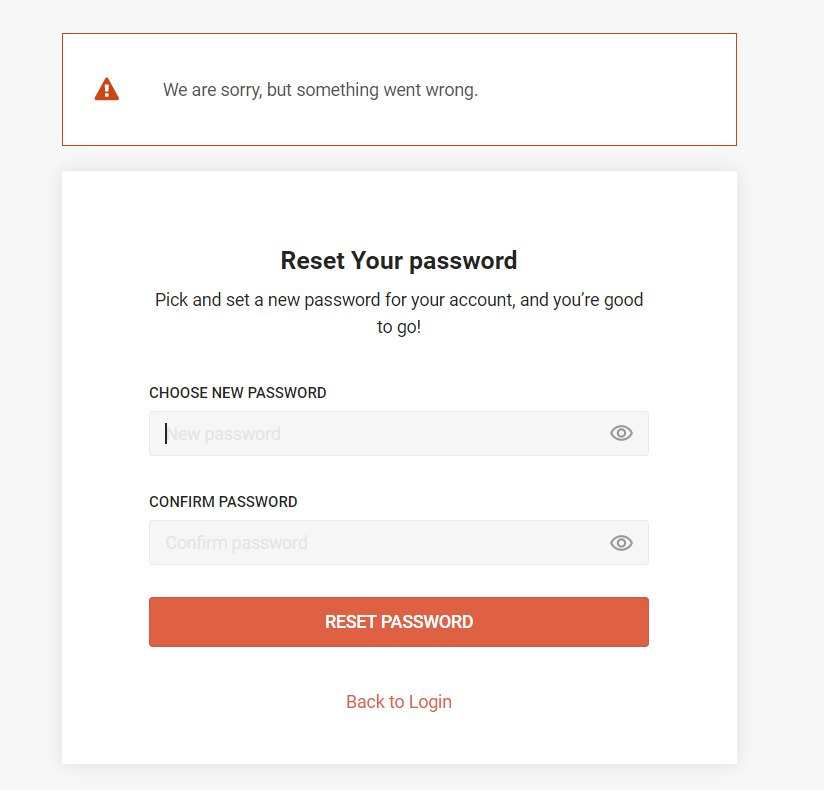 We are sorry, but something went wrong.
Reset Your password
Pick and set a new password for your account, and you’re good
to go!
CHOOSE NEW PASSWORD
New password
CONFIRM PASSWORD
Confirm password
RESET PASSWORD
Back to Login